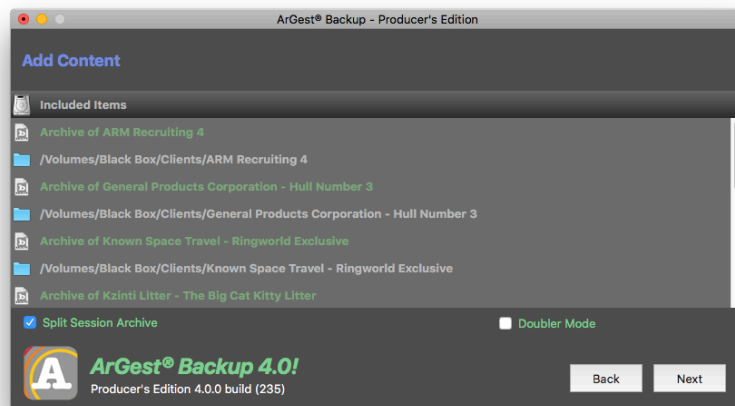 ArGest® Backup - Producer's Edition
Add Content
Included Items
Archive of ARM Recruiting 4
/Volumes/Black Box/Clients/ARM Recruiting 4
Archive of General Products Corporation - Hull Number 3
/Volumes/Black Box/Clients/General Products Corporation - Hull Number 3
Archive of Known Space Travel - Ringworld Exclusive
/Volumes/Black Box/Clients/Known Space Travel - Ringworld Exclusive
Archive of Kzinti Litter - The Big Cat Kitty Litter
Split Session Archive
Doubler Mode
A
ArGest® Backup 4.0!
Producer's Edition 4.0.0 build (235)
Back
Next